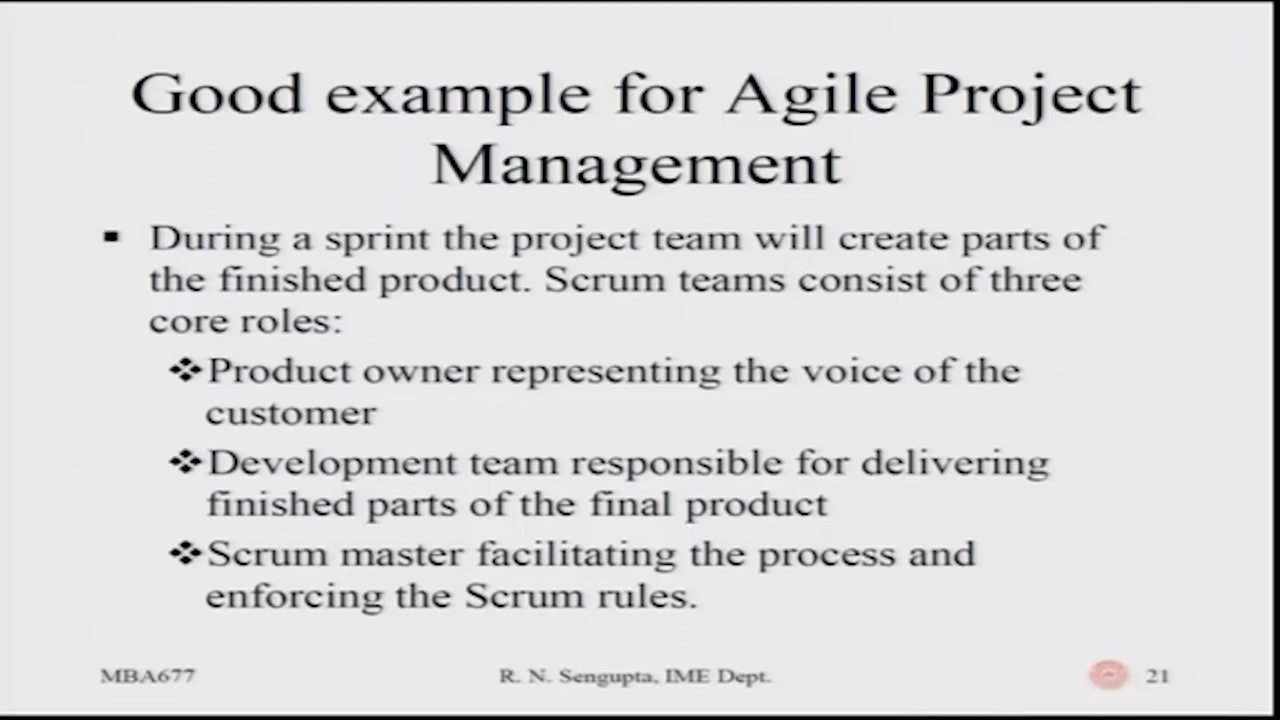 Good example for Agile Project
Management
▪ During a sprint the project team will create parts of
the finished product. Scrum teams consist of three
core roles:
❖Product owner representing the voice of the
customer
❖Development team responsible for delivering
finished parts of the final product
❖Scrum master facilitating the process and
enforcing the Scrum rules.
MBA677 R. N. Sengupta, IME Dept. 21